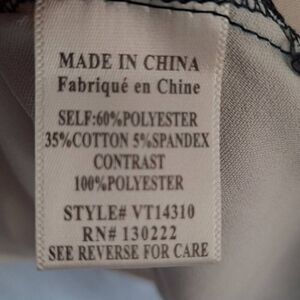 MADE IN CHINA
Fabriqué en Chine
SELF:60%POLYESTER
35%COTTON 5%SPANDEX
CONTRAST
100%POLYESTER
STYLE# VT14310
RN# 130222
SEE REVERSE FOR CARE